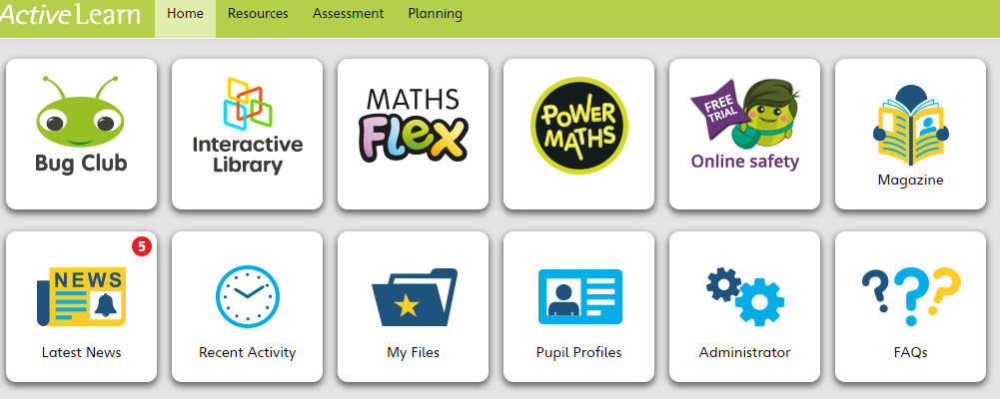 ActiveLearn Home Resources Assessment Planning
Bug Club
Interactive
Library
MATHS
FLEX
POWER
MATHS
FREE
TRIAL
Online safety
Magazine
5
NEWS
Latest News
Recent Activity
My Files
Pupil Profiles
Administrator
???
FAQs